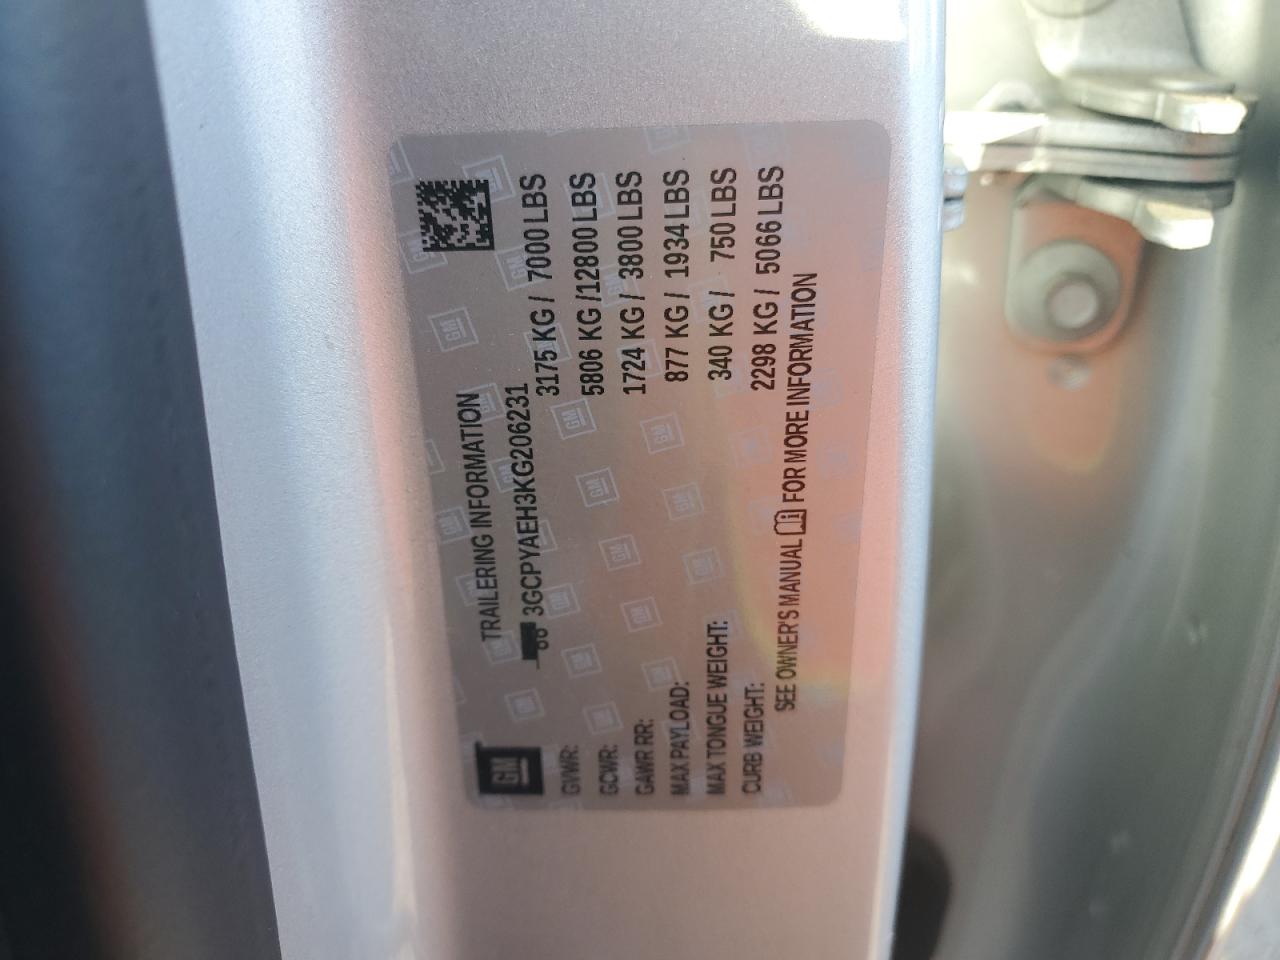 GM
TRAILERING INFORMATION
3GCPYAEH3KG206231
GVWR: 3175 KG / 7000 LBS
GCWR: 5806 KG /12800 LBS
GAWR RR: 1724 KG / 3800 LBS
MAX PAYLOAD: 877 KG / 1934 LBS
MAX TONGUE WEIGHT: 340 KG / 750 LBS
CURB WEIGHT: 2298 KG / 5066 LBS
SEE OWNER'S MANUAL FOR MORE INFORMATION